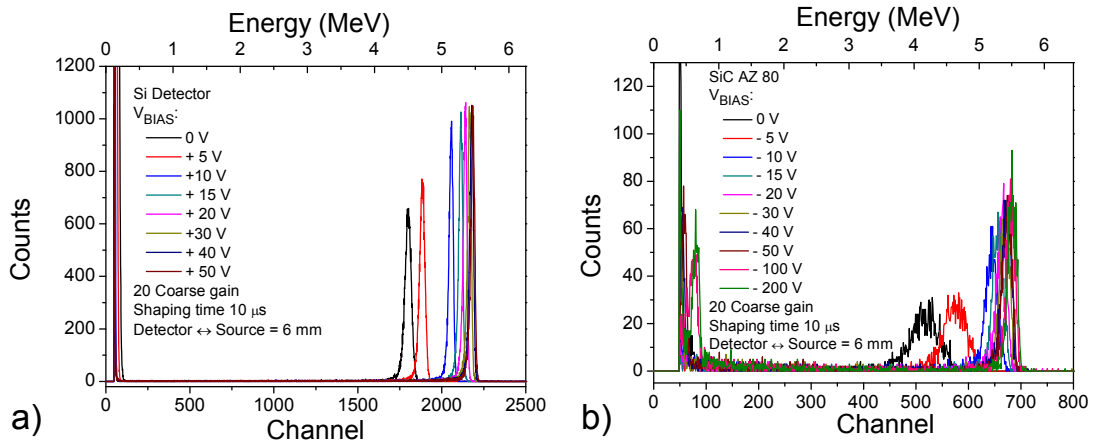 Energy (MeV)
0 1 2 3 4 5 6
1200
1000
800
600
400
200
0
Counts
Si Detector
V_BIAS:
0 V
+ 5 V
+10 V
+ 15 V
+ 20 V
+30 V
+ 40 V
+ 50 V
20 Coarse gain
Shaping time 10 μs
Detector ↔ Source = 6 mm
0 500 1000 1500 2000 2500
Channel
a)
Energy (MeV)
0 1 2 3 4 5 6
120
100
80
60
40
20
0
Counts
SiC AZ 80
V_BIAS:
0 V
- 5 V
- 10 V
- 15 V
- 20 V
- 30 V
- 40 V
- 50 V
- 100 V
- 200 V
20 Coarse gain
Shaping time 10 μs
Detector ↔ Source = 6 mm
0 100 200 300 400 500 600 700 800
Channel
b)